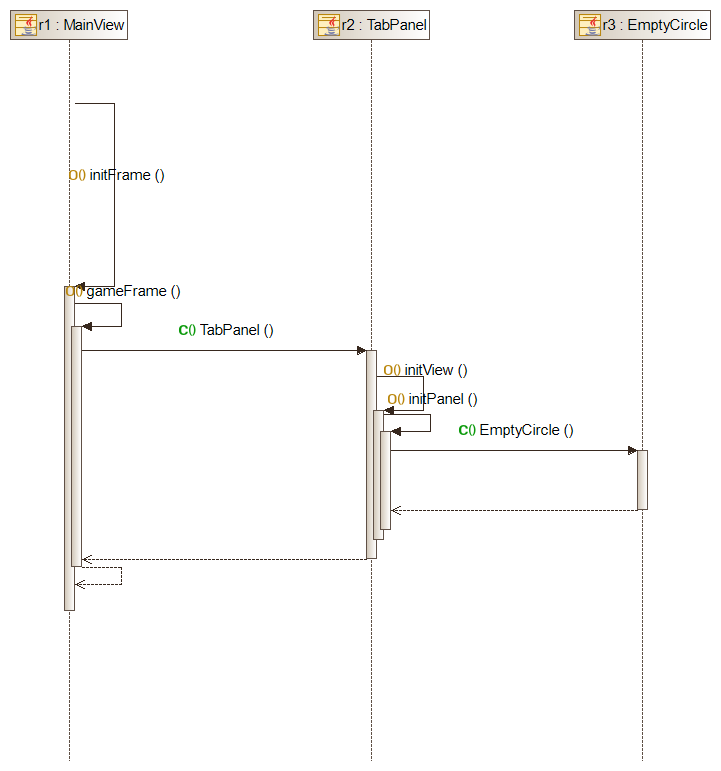 r1 : MainView
r2 : TabPanel
r3 : EmptyCircle
O() initFrame ()
O() gameFrame ()
C() TabPanel ()
O() initView ()
O() initPanel ()
C() EmptyCircle ()